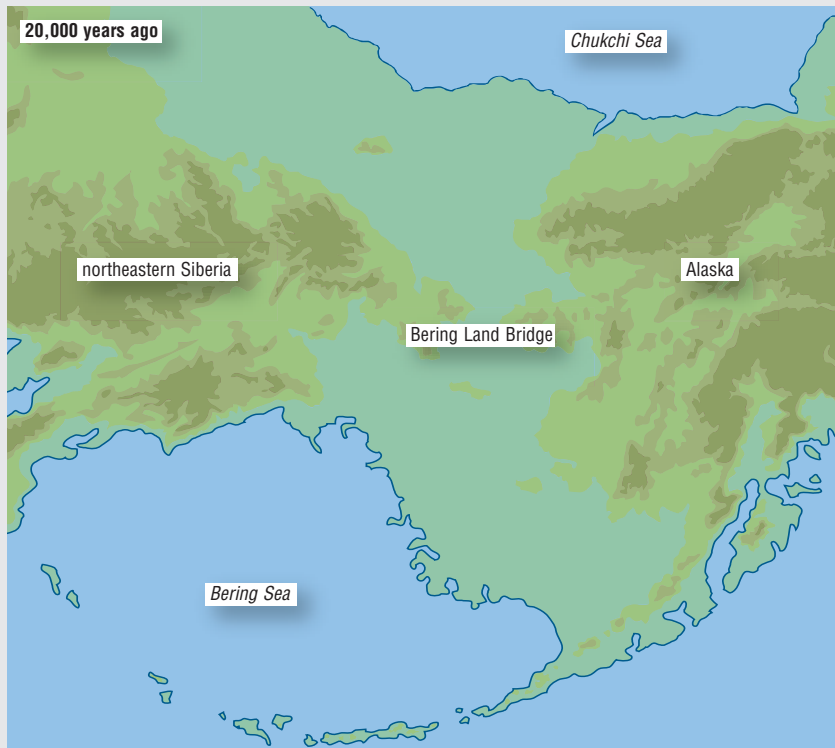 20,000 years ago
Chukchi Sea
northeastern Siberia
Alaska
Bering Land Bridge
Bering Sea